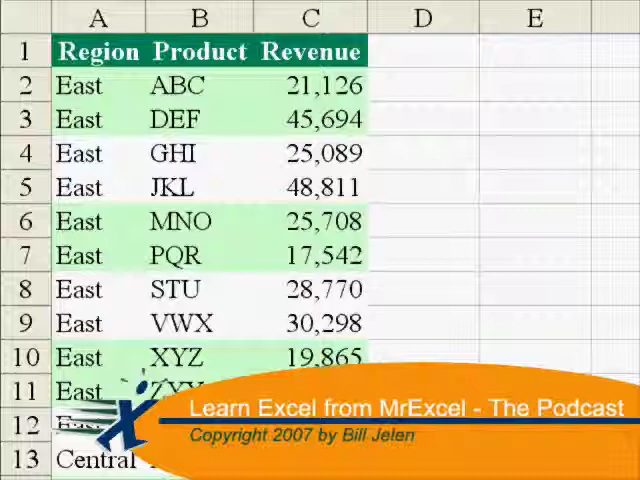 A B C D E
1 Region Product Revenue
2 East ABC 21,126
3 East DEF 45,694
4 East GHI 25,089
5 East JKL 48,811
6 East MNO 25,708
7 East PQR 17,542
8 East STU 28,770
9 East VWX 30,298
10 East XYZ 19,865
11 East
12 East
13 Central
Learn Excel from MrExcel - The Podcast
Copyright 2007 by Bill Jelen